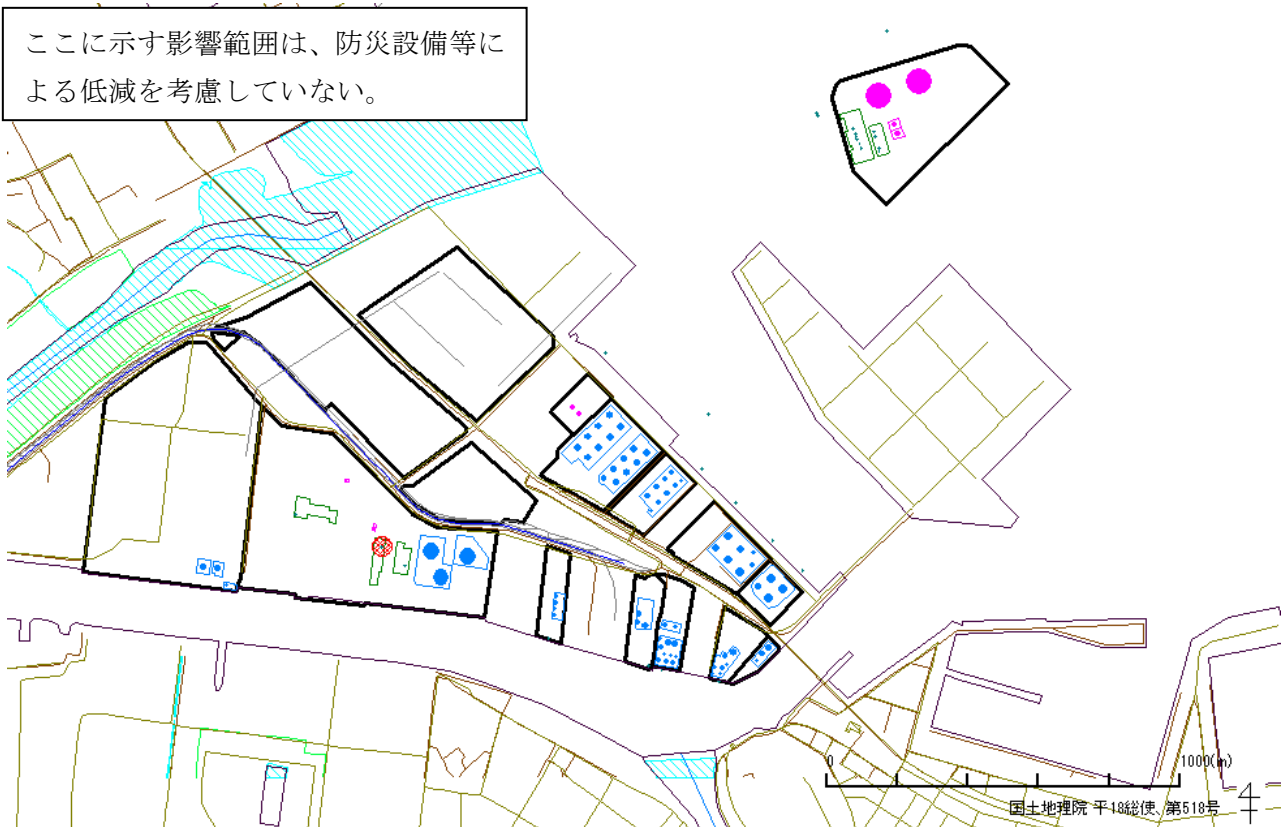 ここに示す影響範囲は、防災設備等に
よる低減を考慮していない。
0 1000(m)
国土地理院 平18総使、第518号